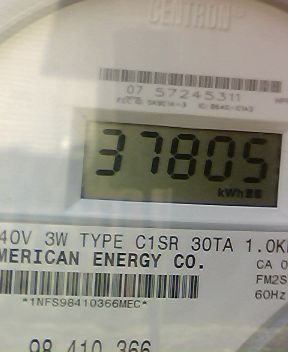 CENTRON®
07 57245311
37805
kWh
40V 3W TYPE C1SR 30TA 1.0K
MERICAN ENERGY CO.
CA 0
FM2S
60Hz
*1NFS98410366MEC*
98 410 366